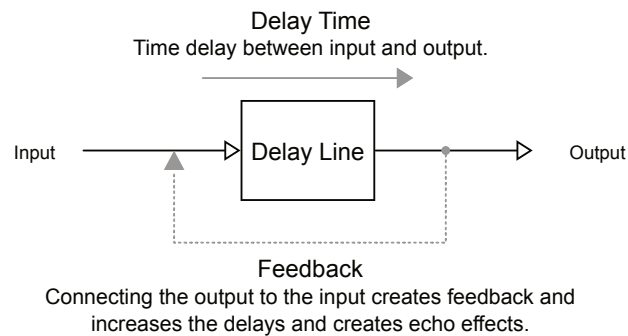 Delay Time
Time delay between input and output.
Input
Delay Line
Output
Feedback
Connecting the output to the input creates feedback and
increases the delays and creates echo effects.